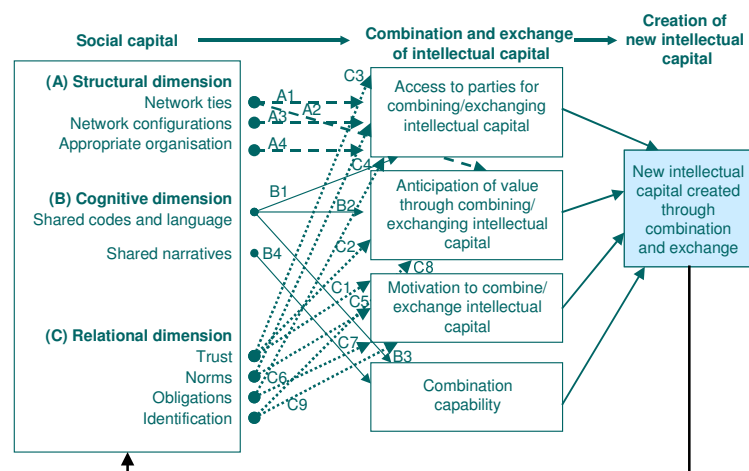 Social capital
Combination and exchange
of intellectual capital
Creation of
new intellectual
capital
(A) Structural dimension
Network ties
Network configurations
Appropriate organisation
(B) Cognitive dimension
Shared codes and language
Shared narratives
(C) Relational dimension
Trust
Norms
Obligations
Identification
A1
A2
A3
A4
B1
B2
B4
B3
C3
C4
C2
C8
C1
C5
C7
C6
C9
Access to parties for
combining/exchanging
intellectual capital
Anticipation of value
through combining/
exchanging intellectual
capital
Motivation to combine/
exchange intellectual
capital
Combination
capability
New intellectual
capital created
through
combination
and exchange